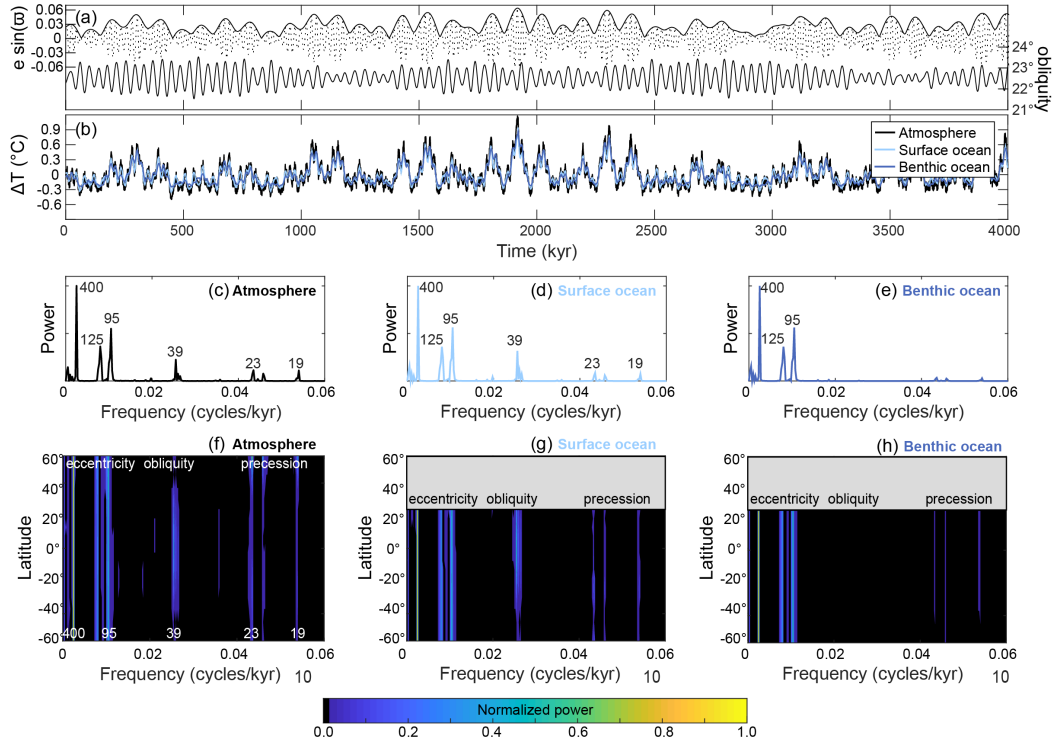 (a)
0.06
0.03
0
-0.03
-0.06
e sin(ϖ)
24°
23°
22°
21°
obliquity
(b)
0.9
0.6
0.3
0
-0.3
-0.6
ΔT (°C)
Atmosphere
Surface ocean
Benthic ocean
0 500 1000 1500 2000 2500 3000 3500 4000
Time (kyr)
(c) Atmosphere
400
125
95
39
23
19
Power
0 0.02 0.04 0.06
Frequency (cycles/kyr)
(d) Surface ocean
400
125
95
39
23
19
Power
0 0.02 0.04 0.06
Frequency (cycles/kyr)
(e) Benthic ocean
400
125
95
Power
0 0.02 0.04 0.06
Frequency (cycles/kyr)
(f) Atmosphere
eccentricity obliquity precession
60°
40°
20°
0°
-20°
-40°
-60°
Latitude
400 95 39 23 19
0 0.02 0.04 0.06
Frequency (cycles/kyr) 10
(g) Surface ocean
eccentricity obliquity precession
60°
40°
20°
0°
-20°
-40°
-60°
Latitude
0 0.02 0.04 0.06
Frequency (cycles/kyr) 10
(h) Benthic ocean
eccentricity obliquity precession
60°
40°
20°
0°
-20°
-40°
-60°
Latitude
0 0.02 0.04 0.06
Frequency (cycles/kyr) 10
Normalized power
0.0 0.2 0.4 0.6 0.8 1.0